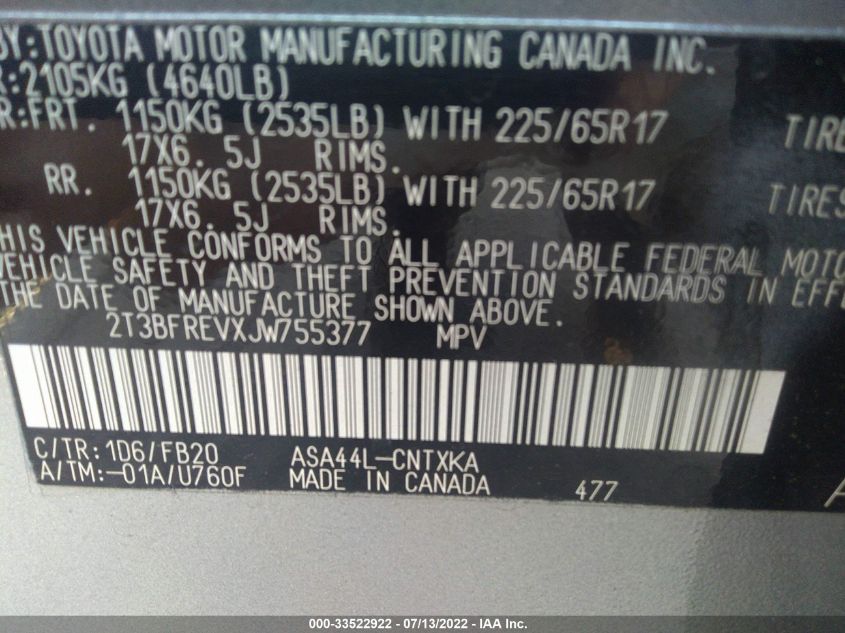 BY:TOYOTA MOTOR MANUFACTURING CANADA INC.
R:2105KG (4640LB)
R:FRT. 1150KG (2535LB) WITH 225/65R17 TIRE
17X6. 5J RIMS.
RR. 1150KG (2535LB) WITH 225/65R17 TIRES
17X6. 5J RIMS.
HIS VEHICLE CONFORMS TO ALL APPLICABLE FEDERAL MOTO
VEHICLE SAFETY AND THEFT PREVENTION STANDARDS IN EFFE
THE DATE OF MANUFACTURE SHOWN ABOVE.
2T3BFREVXJW755377 MPV
C/TR:1D6/FB20 ASA44L-CNTXKA
A/TM:-01A/U760F MADE IN CANADA 477
000-33522922 - 07/13/2022 - IAA Inc.